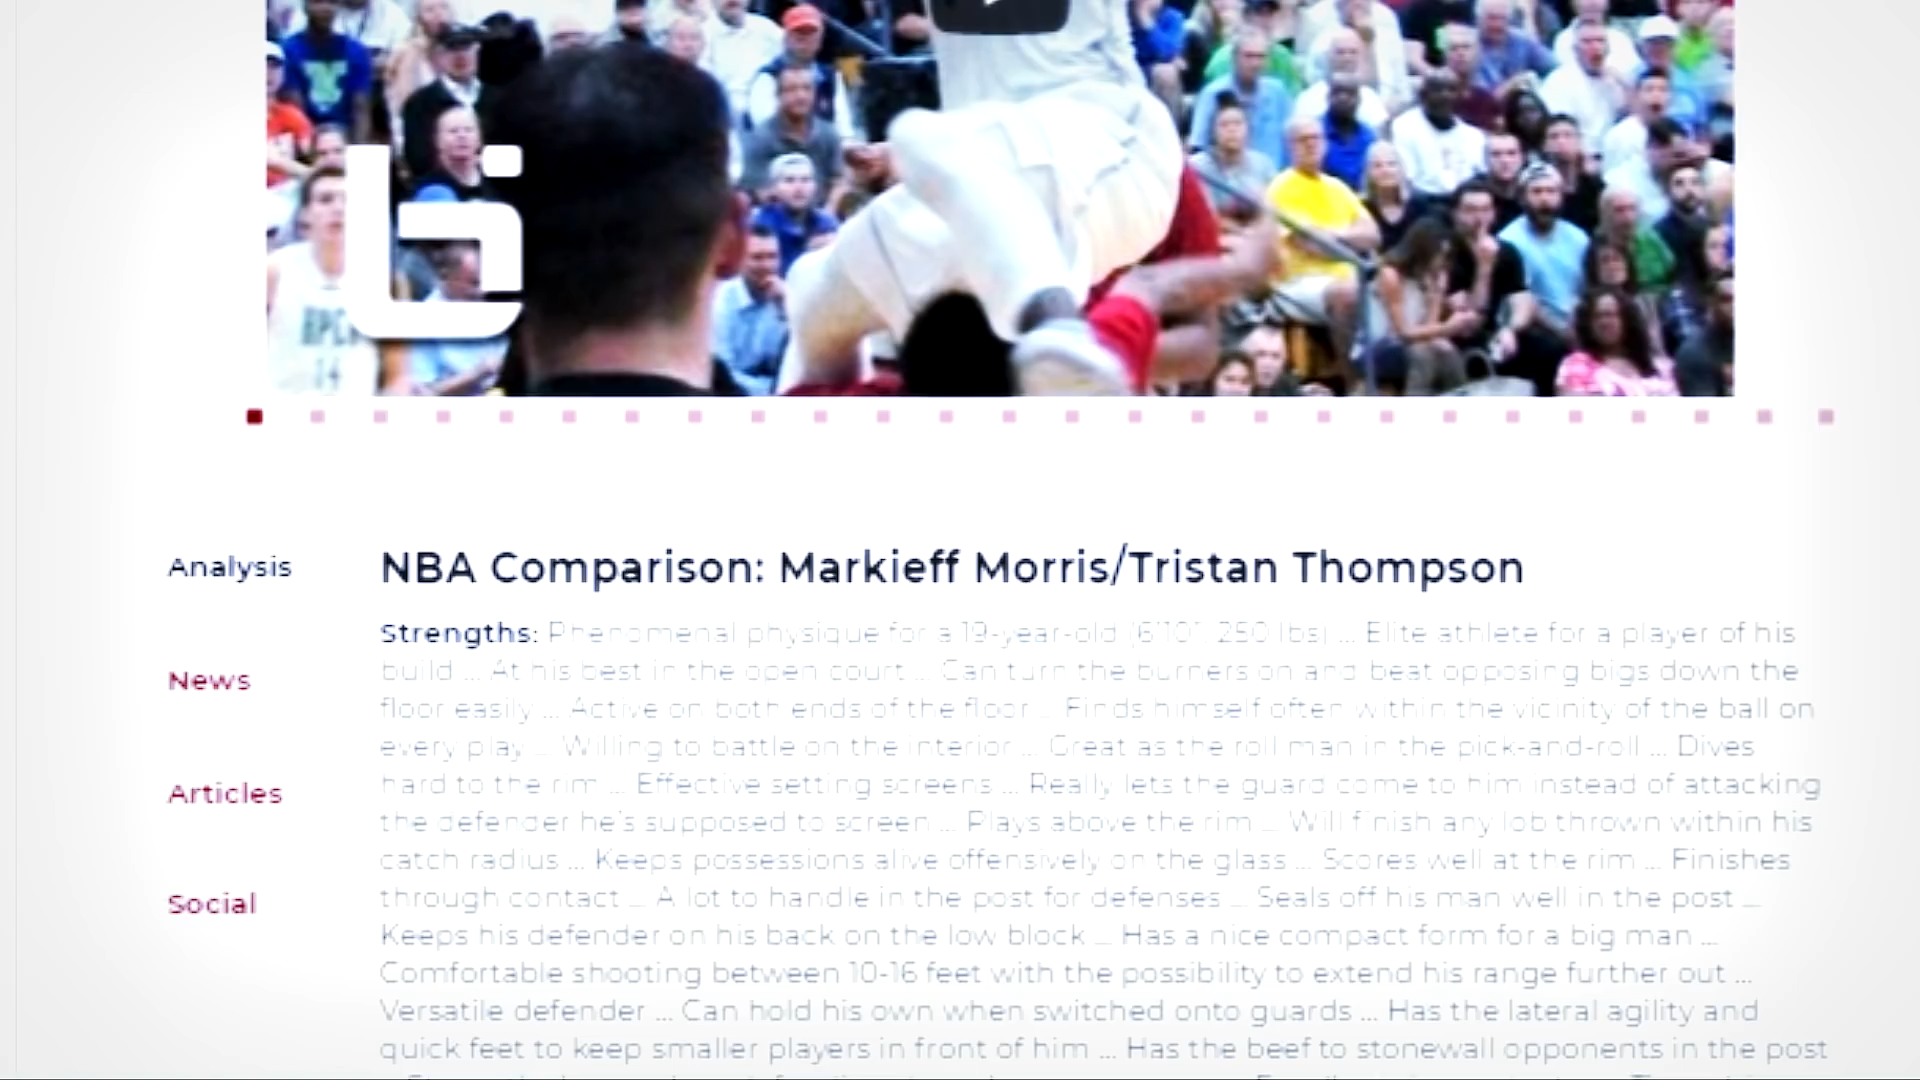 RPCA
14
Analysis
NBA Comparison: Markieff Morris/Tristan Thompson
Strengths: Phenomenal physique for a 19-year-old (6'10" 250 lbs) ... Elite athlete for a player of his
build ... At his best in the open court ... Can turn the burners on and beat opposing bigs down the
News
floor easily ... Active on both ends of the floor ... Finds himself often within the vicinity of the ball on
every play ... Willing to battle on the interior ... Great as the roll man in the pick-and-roll ... Dives
Articles
hard to the rim ... Effective setting screens ... Really lets the guard come to him instead of attacking
the defender he's supposed to screen ... Plays above the rim ... Will finish any lob thrown within his
catch radius ... Keeps possessions alive offensively on the glass ... Scores well at the rim ... Finishes
Social
through contact ... A lot to handle in the post for defenses ... Seals off his man well in the post ...
Keeps his defender on his back on the low block ... Has a nice compact form for a big man ...
Comfortable shooting between 10-16 feet with the possibility to extend his range further out ...
Versatile defender ... Can hold his own when switched onto guards ... Has the lateral agility and
quick feet to keep smaller players in front of him ... Has the beef to stonewall opponents in the post